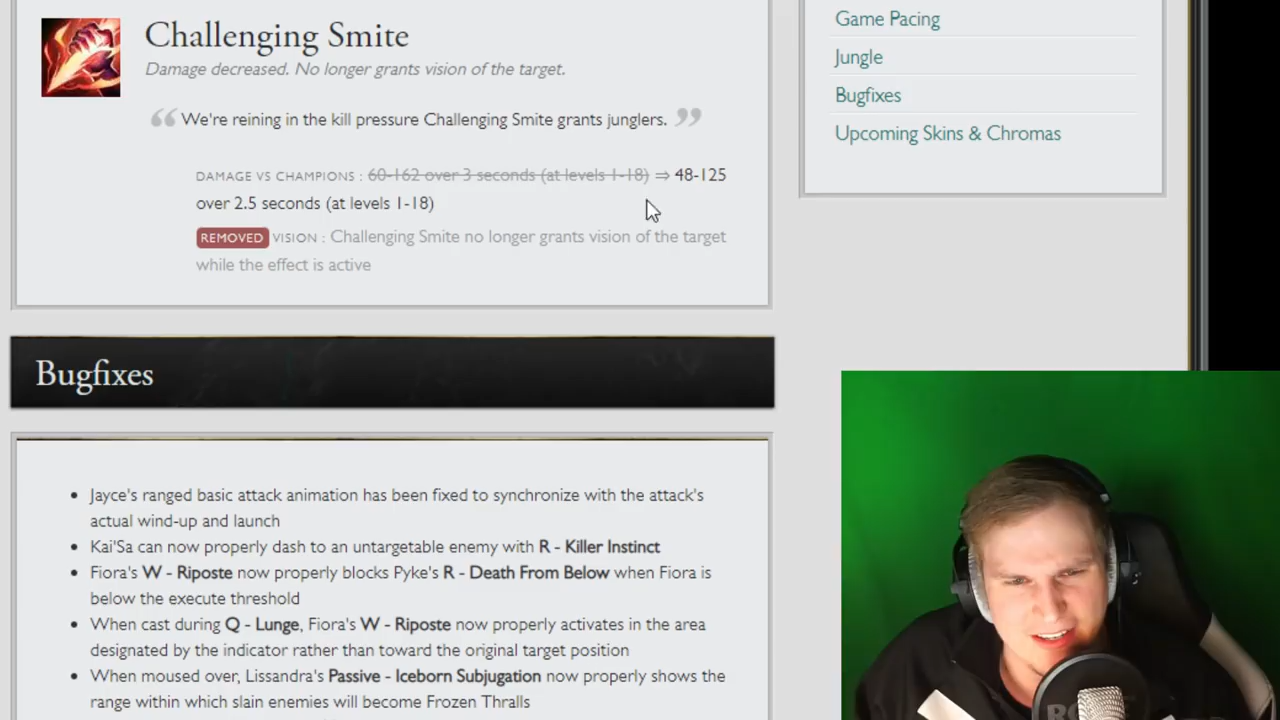 Challenging Smite
Damage decreased. No longer grants vision of the target.
“ We're reining in the kill pressure Challenging Smite grants junglers. ”
DAMAGE VS CHAMPIONS : 60-162 over 3 seconds (at levels 1-18) ⇒ 48-125
over 2.5 seconds (at levels 1-18)
REMOVED VISION : Challenging Smite no longer grants vision of the target
while the effect is active
Bugfixes
• Jayce's ranged basic attack animation has been fixed to synchronize with the attack's
actual wind-up and launch
• Kai'Sa can now properly dash to an untargetable enemy with R - Killer Instinct
• Fiora's W - Riposte now properly blocks Pyke's R - Death From Below when Fiora is
below the execute threshold
• When cast during Q - Lunge, Fiora's W - Riposte now properly activates in the area
designated by the indicator rather than toward the original target position
• When moused over, Lissandra's Passive - Iceborn Subjugation now properly shows the
range within which slain enemies will become Frozen Thralls
Game Pacing
Jungle
Bugfixes
Upcoming Skins & Chromas